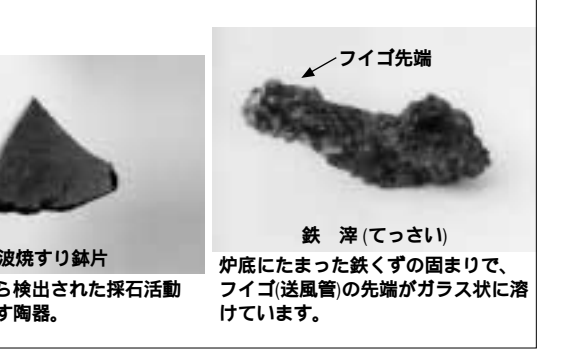 波焼すり鉢片
ら検出された採石活動
す陶器。
フイゴ先端
鉄　滓(てっさい)
炉底にたまった鉄くずの固まりで、
フイゴ(送風管)の先端がガラス状に溶
けています。